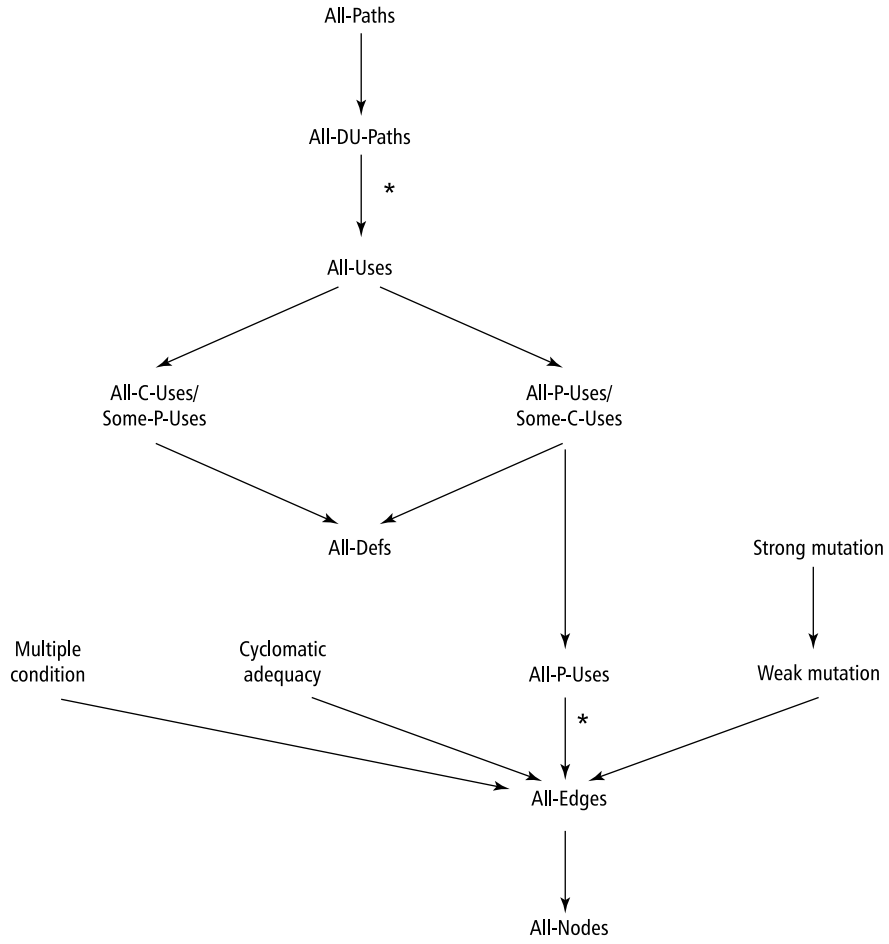 All-Paths
All-DU-Paths
*
All-Uses
All-C-Uses/
Some-P-Uses
All-P-Uses/
Some-C-Uses
All-Defs
Strong mutation
Multiple
condition
Cyclomatic
adequacy
All-P-Uses
Weak mutation
*
All-Edges
All-Nodes